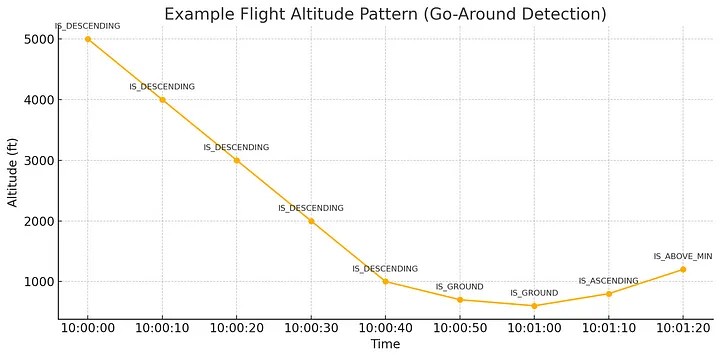 Example Flight Altitude Pattern (Go-Around Detection)
IS_DESCENDING
5000
IS_DESCENDING
4000
IS_DESCENDING
3000
IS_DESCENDING
2000
IS_DESCENDING
1000
IS_GROUND
IS_GROUND
IS_ASCENDING
IS_ABOVE_MIN
Altitude (ft)
10:00:00 10:00:10 10:00:20 10:00:30 10:00:40 10:00:50 10:01:00 10:01:10 10:01:20
Time